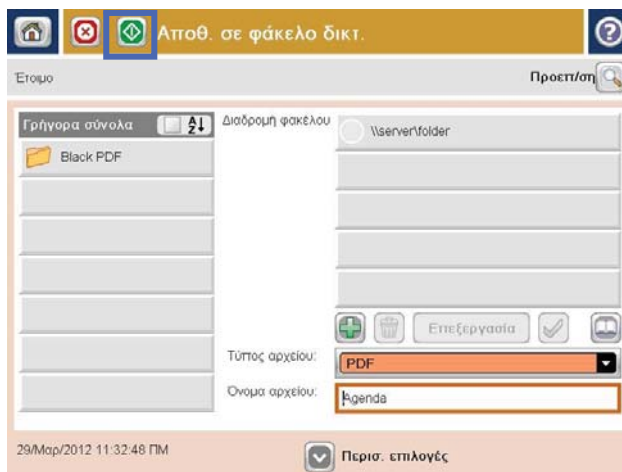 Αποθ. σε φάκελο δικτ.
Έτοιμο
Προεπ/ση
Γρήγορα σύνολα
Διαδρομή φακέλου
\\server\folder
Black PDF
Επεξεργασία
Τύπος αρχείου:
PDF
Όνομα αρχείου:
Agenda
29/Μαρ/2012 11:32:48 ΠΜ
Περισ. επιλογές